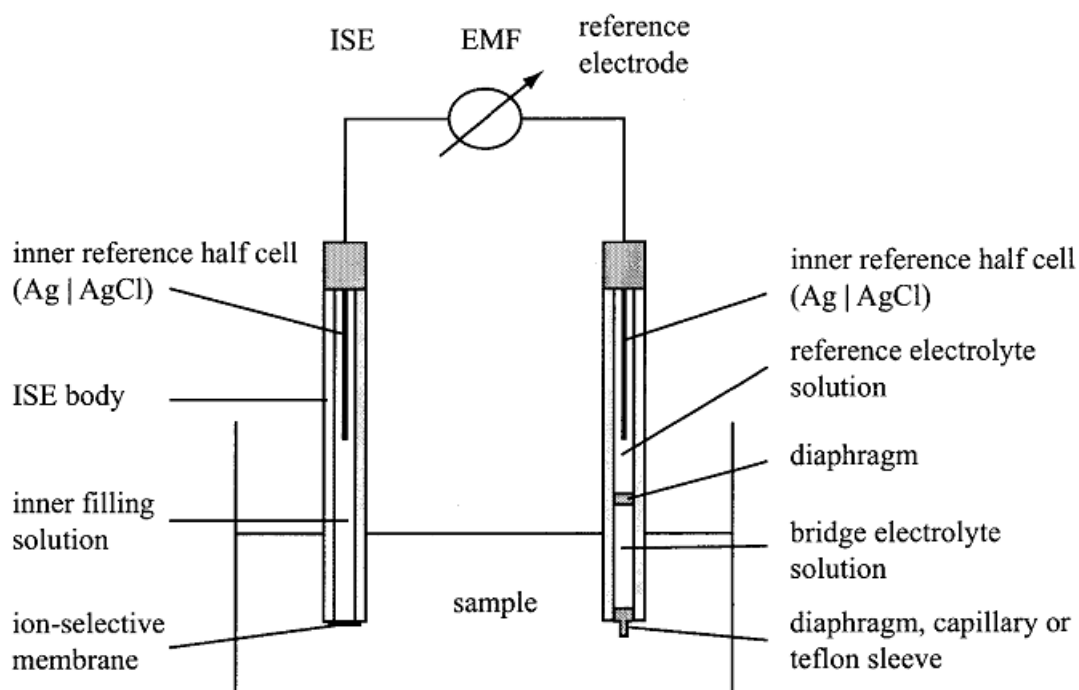 ISE
EMF
reference
electrode
inner reference half cell
(Ag | AgCl)
ISE body
inner filling
solution
ion-selective
membrane
sample
inner reference half cell
(Ag | AgCl)
reference electrolyte
solution
diaphragm
bridge electrolyte
solution
diaphragm, capillary or
teflon sleeve